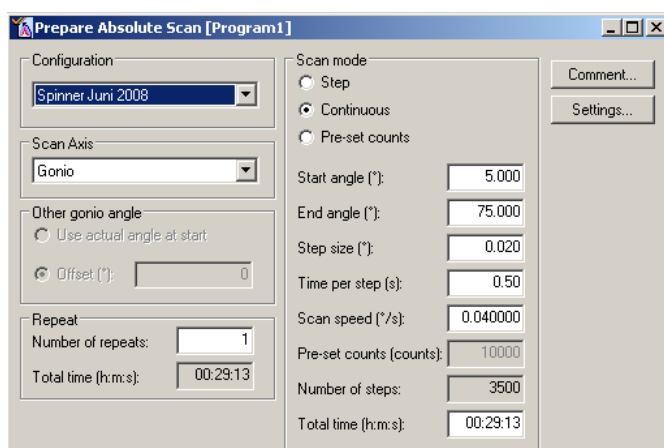 Prepare Absolute Scan [Program1]
Configuration
Spinner Juni 2008
Scan Axis
Gonio
Other gonio angle
Use actual angle at start
Offset (°): 0
Repeat
Number of repeats: 1
Total time (h:m:s): 00:29:13
Scan mode
Step
Continuous
Pre-set counts
Start angle (°): 5.000
End angle (°): 75.000
Step size (°): 0.020
Time per step (s): 0.50
Scan speed (°/s): 0.040000
Pre-set counts (counts): 10000
Number of steps: 3500
Total time (h:m:s): 00:29:13
Comment...
Settings...